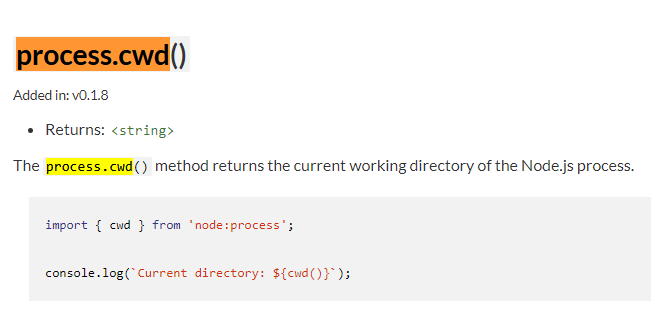 process.cwd()
Added in: v0.1.8
• Returns: <string>
The process.cwd() method returns the current working directory of the Node.js process.
import { cwd } from 'node:process';
console.log(`Current directory: ${cwd()}`);